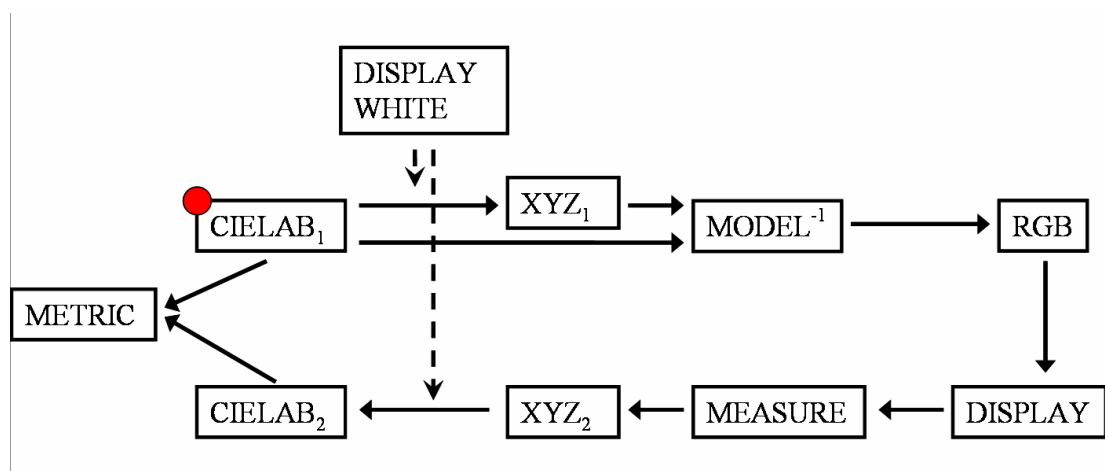 DISPLAY
WHITE
XYZ₁
CIELAB₁
MODEL⁻¹
RGB
METRIC
CIELAB₂
XYZ₂
MEASURE
DISPLAY